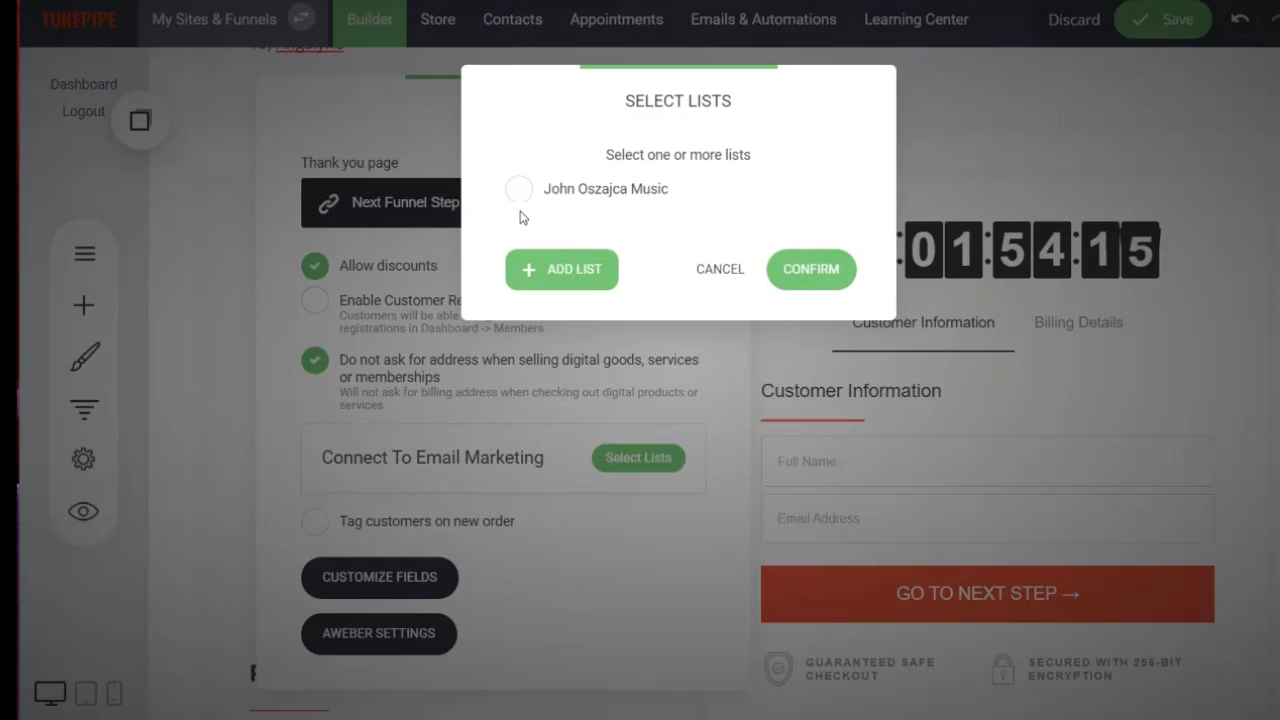 TUNEPIPE
My Sites & Funnels
Builder
Store
Contacts
Appointments
Emails & Automations
Learning Center
Discard
Save
Dashboard
Logout
SELECT LISTS
Select one or more lists
John Oszajca Music
ADD LIST
CANCEL
CONFIRM
Thank you page
Next Funnel Step
Allow discounts
Enable Customer Re
Customers will be able
registrations in Dashboard -> Members
Do not ask for address when selling digital goods, services
or memberships
Will not ask for billing address when checking out digital products or
services
Connect To Email Marketing
Select Lists
Tag customers on new order
CUSTOMIZE FIELDS
AWEBER SETTINGS
:01:54:15
Customer Information
Billing Details
Customer Information
Full Name
Email Address
GO TO NEXT STEP →
GUARANTEED SAFE
CHECKOUT
SECURED WITH 256-BIT
ENCRYPTION